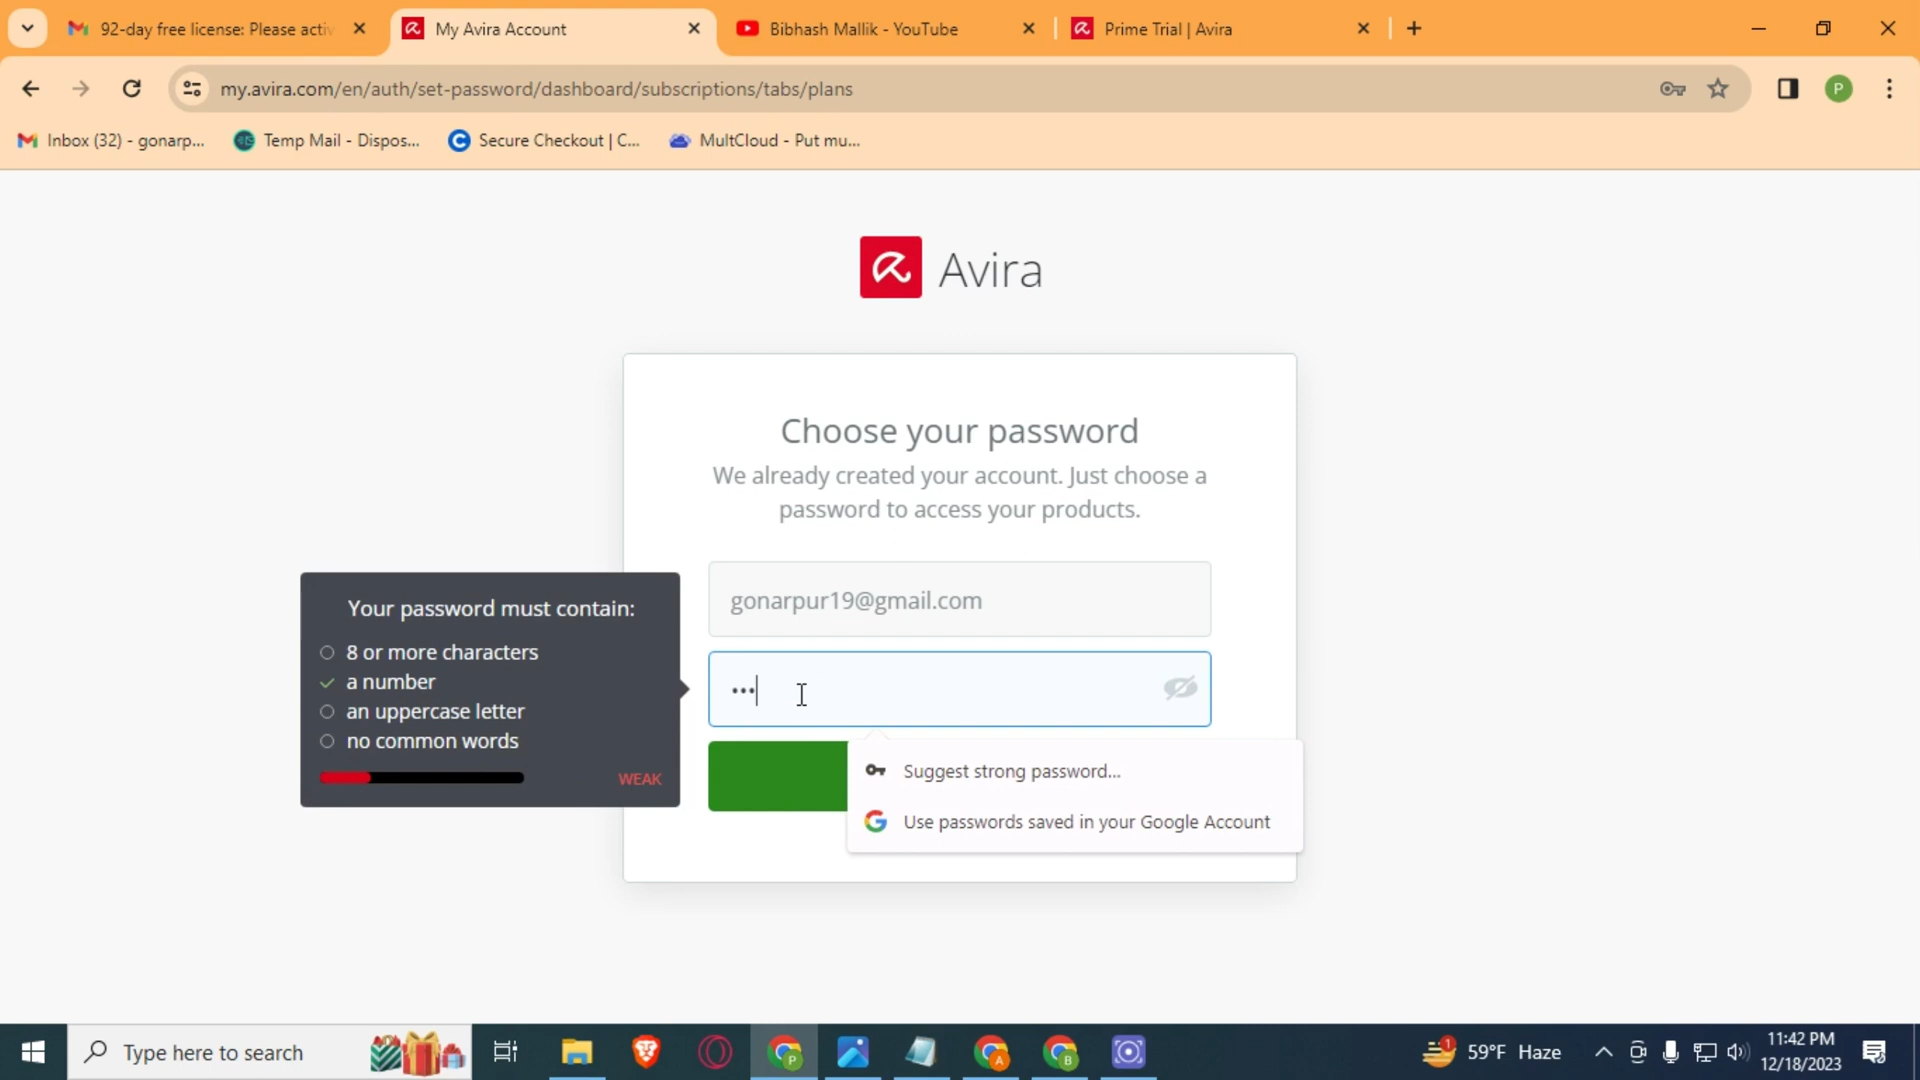 92-day free license: Please activ
My Avira Account
Bibhash Mallik - YouTube
Prime Trial | Avira
my.avira.com/en/auth/set-password/dashboard/subscriptions/tabs/plans
P
Inbox (32) - gonarp...
Temp Mail - Dispos...
Secure Checkout | C...
MultCloud - Put mu...
Avira
Choose your password
We already created your account. Just choose a
password to access your products.
gonarpur19@gmail.com
Your password must contain:
8 or more characters
a number
an uppercase letter
no common words
WEAK
•••
Suggest strong password...
Use passwords saved in your Google Account
Type here to search
59°F Haze
11:42 PM
12/18/2023